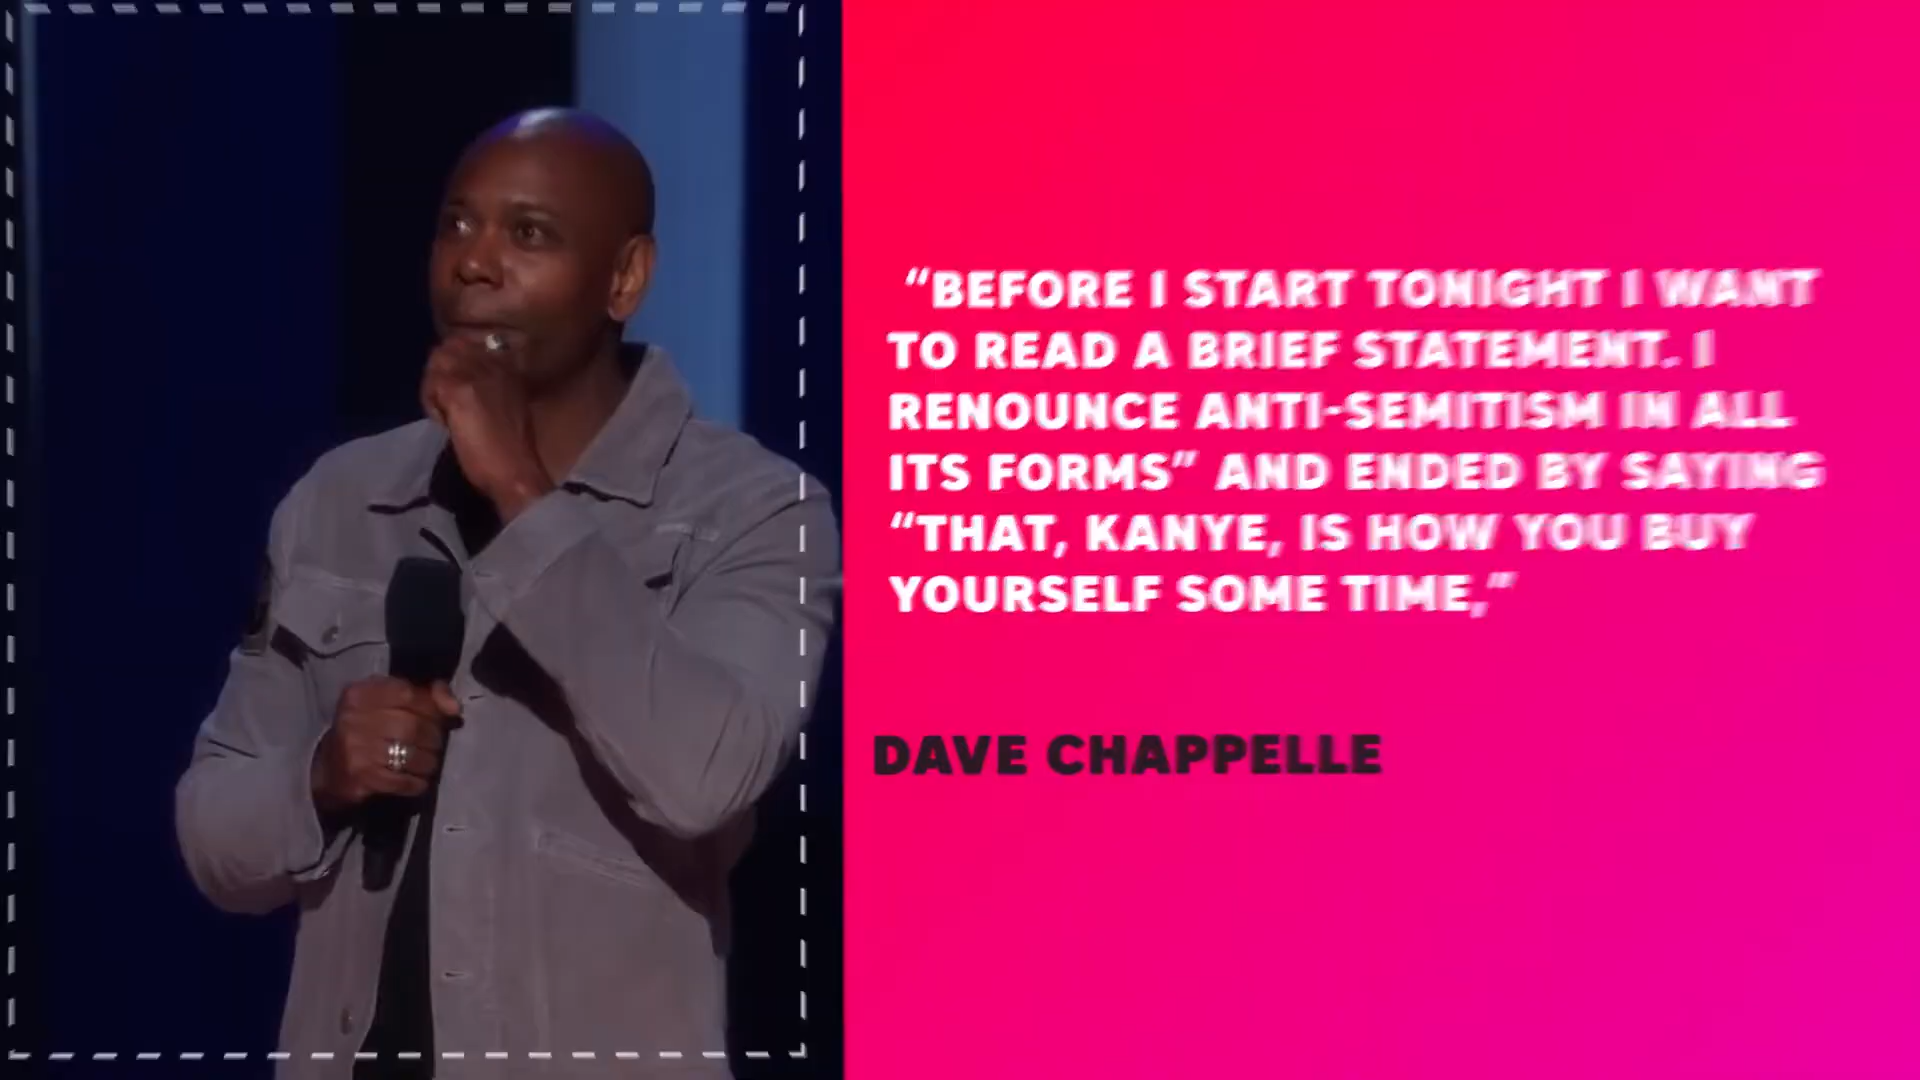 “BEFORE I START TONIGHT I WANT
TO READ A BRIEF STATEMENT. I
RENOUNCE ANTI-SEMITISM IN ALL
ITS FORMS” AND ENDED BY SAYING
“THAT, KANYE, IS HOW YOU BUY
YOURSELF SOME TIME,”
DAVE CHAPPELLE